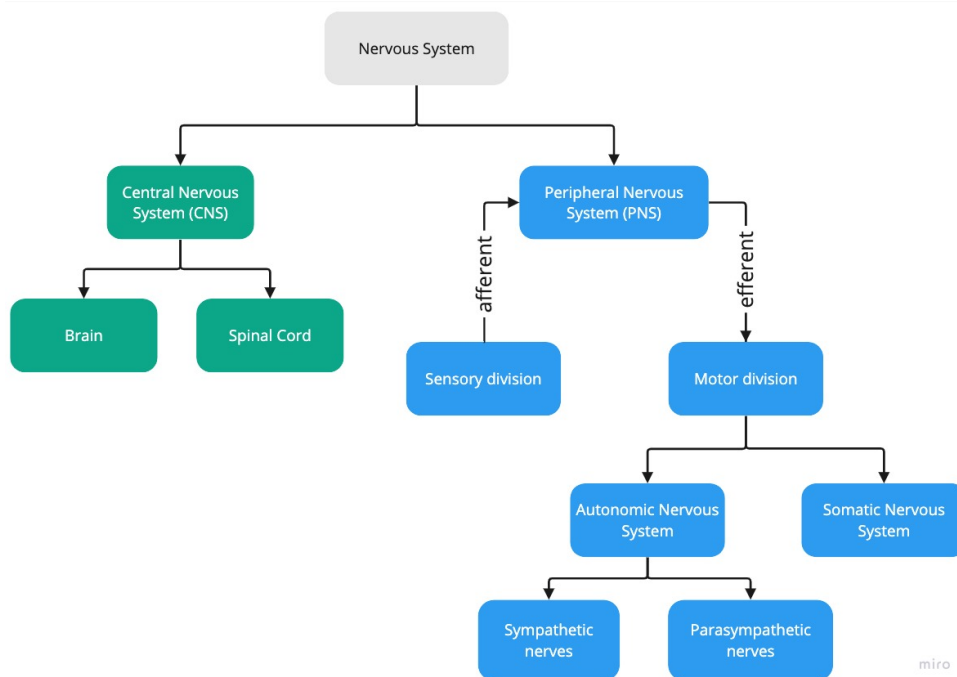 Nervous System
Central Nervous
System (CNS)
Peripheral Nervous
System (PNS)
afferent
efferent
Brain
Spinal Cord
Sensory division
Motor division
Autonomic Nervous
System
Somatic Nervous
System
Sympathetic
nerves
Parasympathetic
nerves
miro